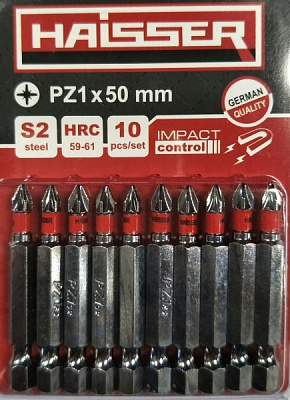 HAISSER
PZ1 x 50 mm
GERMAN
QUALITY
S2
steel
HRC
59-61
10
pcs/set
IMPACT
control